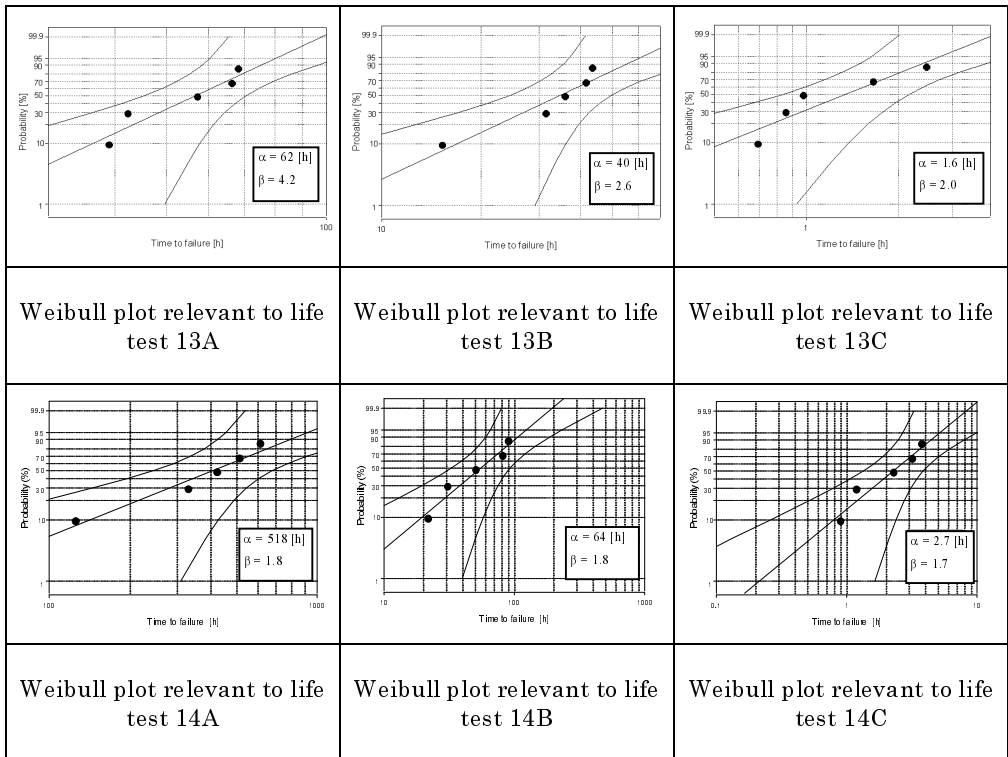 99.9
95
90
70
50
30
10
1
Probability [%]
α = 62 [h]
β = 4.2
100
Time to failure [h]
99.9
95
90
70
50
30
10
1
Probability [%]
α = 40 [h]
β = 2.6
10
Time to failure [h]
99.9
95
90
70
50
30
10
1
Probability [%]
α = 1.6 [h]
β = 2.0
1
Time to failure [h]
Weibull plot relevant to life
test 13A
Weibull plot relevant to life
test 13B
Weibull plot relevant to life
test 13C
99.9
95
90
70
50
30
10
1
Probability (%)
α = 518 [h]
β = 1.8
100
1000
Time to failure [h]
99.9
95
90
70
50
30
10
1
Probability (%)
α = 64 [h]
β = 1.8
10
100
1000
Time to failure [h]
99.9
95
90
70
50
30
10
1
Probability (%)
α = 2.7 [h]
β = 1.7
0.1
1
10
Time to failure [h]
Weibull plot relevant to life
test 14A
Weibull plot relevant to life
test 14B
Weibull plot relevant to life
test 14C